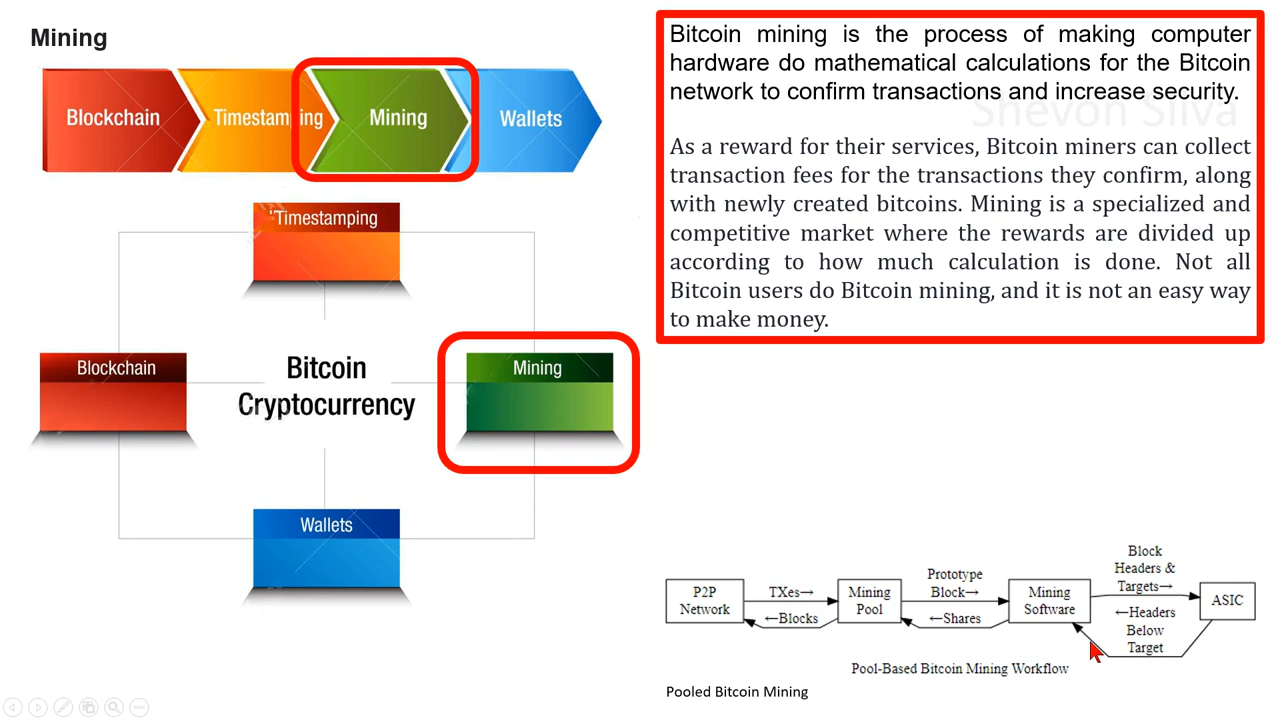 Mining
Blockchain
Timestamping
Mining
Wallets
'Timestamping
Blockchain
Bitcoin
Cryptocurrency
Mining
Wallets
Bitcoin mining is the process of making computer
hardware do mathematical calculations for the Bitcoin
network to confirm transactions and increase security.
Shevon Silva
As a reward for their services, Bitcoin miners can collect
transaction fees for the transactions they confirm, along
with newly created bitcoins. Mining is a specialized and
competitive market where the rewards are divided up
according to how much calculation is done. Not all
Bitcoin users do Bitcoin mining, and it is not an easy way
to make money.
P2P
Network
TXes→
←Blocks
Mining
Pool
Prototype
Block→
←Shares
Mining
Software
Block
Headers &
Targets→
←Headers
Below
Target
ASIC
Pool-Based Bitcoin Mining Workflow
Pooled Bitcoin Mining